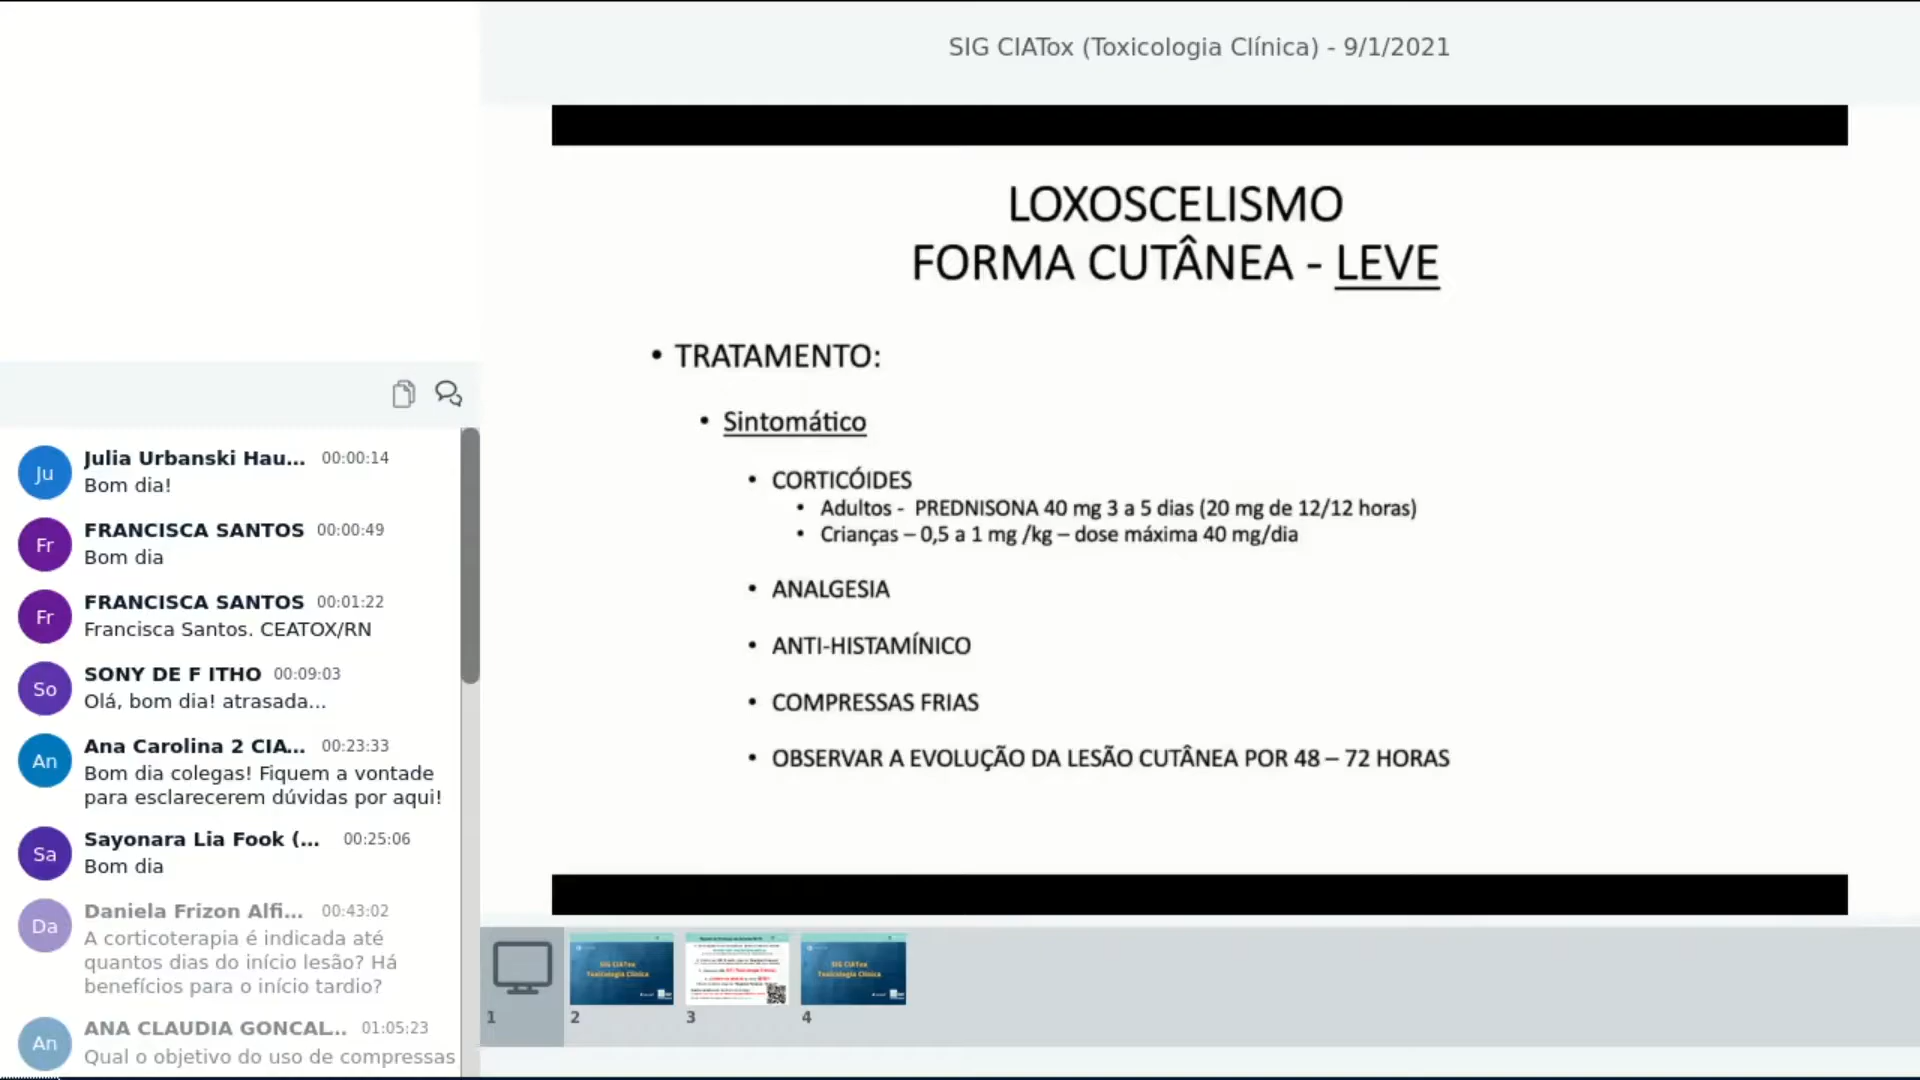 SIG CIATox (Toxicologia Clínica) - 9/1/2021
LOXOSCELISMO
FORMA CUTÂNEA - LEVE
• TRATAMENTO:
• Sintomático
• CORTICÓIDES
• Adultos - PREDNISONA 40 mg 3 a 5 dias (20 mg de 12/12 horas)
• Crianças – 0,5 a 1 mg /kg – dose máxima 40 mg/dia
• ANALGESIA
• ANTI-HISTAMÍNICO
• COMPRESSAS FRIAS
• OBSERVAR A EVOLUÇÃO DA LESÃO CUTÂNEA POR 48 – 72 HORAS
Ju
Julia Urbanski Hau... 00:00:14
Bom dia!
Fr
FRANCISCA SANTOS 00:00:49
Bom dia
Fr
FRANCISCA SANTOS 00:01:22
Francisca Santos. CEATOX/RN
So
SONY DE F ITHO 00:09:03
Olá, bom dia! atrasada...
An
Ana Carolina 2 CIA... 00:23:33
Bom dia colegas! Fiquem a vontade
para esclarecerem dúvidas por aqui!
Sa
Sayonara Lia Fook (... 00:25:06
Bom dia
Da
Daniela Frizon Alfi... 00:43:02
A corticoterapia é indicada até
quantos dias do início lesão? Há
benefícios para o início tardio?
An
ANA CLAUDIA GONCAL... 01:05:23
Qual o objetivo do uso de compressas
SIG CIATox
Toxicologia Clínica
SIG CIATox
Toxicologia Clínica
1
2
3
4